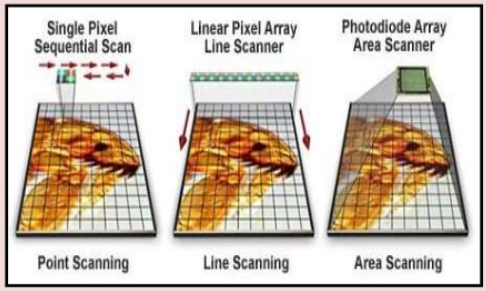 Single Pixel
Sequential Scan
Linear Pixel Array
Line Scanner
Photodiode Array
Area Scanner
Point Scanning
Line Scanning
Area Scanning